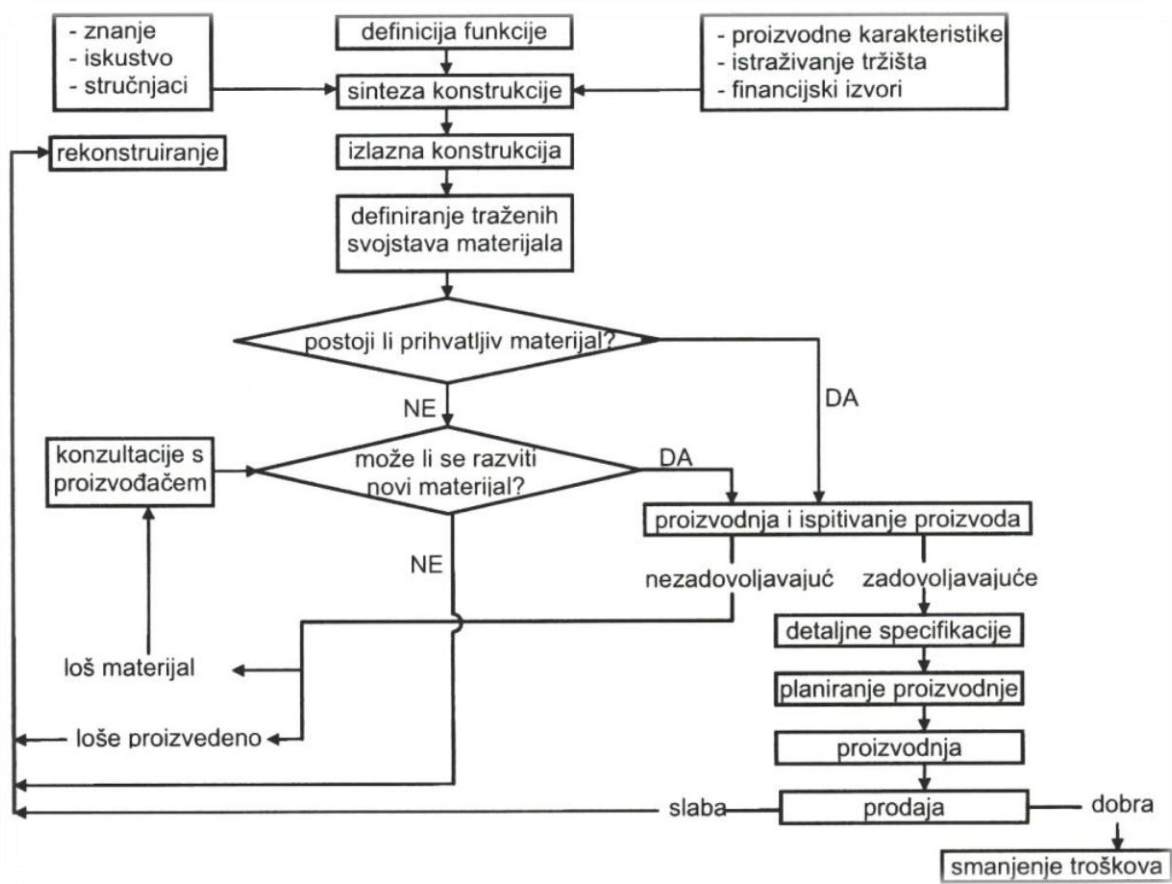 - znanje
- iskustvo
- stručnjaci
definicija funkcije
- proizvodne karakteristike
- istraživanje tržišta
- financijski izvori
sinteza konstrukcije
rekonstruiranje
izlazna konstrukcija
definiranje traženih
svojstava materijala
postoji li prihvatljiv materijal?
NE
DA
konzultacije s
proizvođačem
može li se razviti
novi materijal?
DA
proizvodnja i ispitivanje proizvoda
NE
nezadovoljavajuć
zadovoljavajuće
detaljne specifikacije
loš materijal
planiranje proizvodnje
loše proizvedeno
proizvodnja
slaba
prodaja
dobra
smanjenje troškova